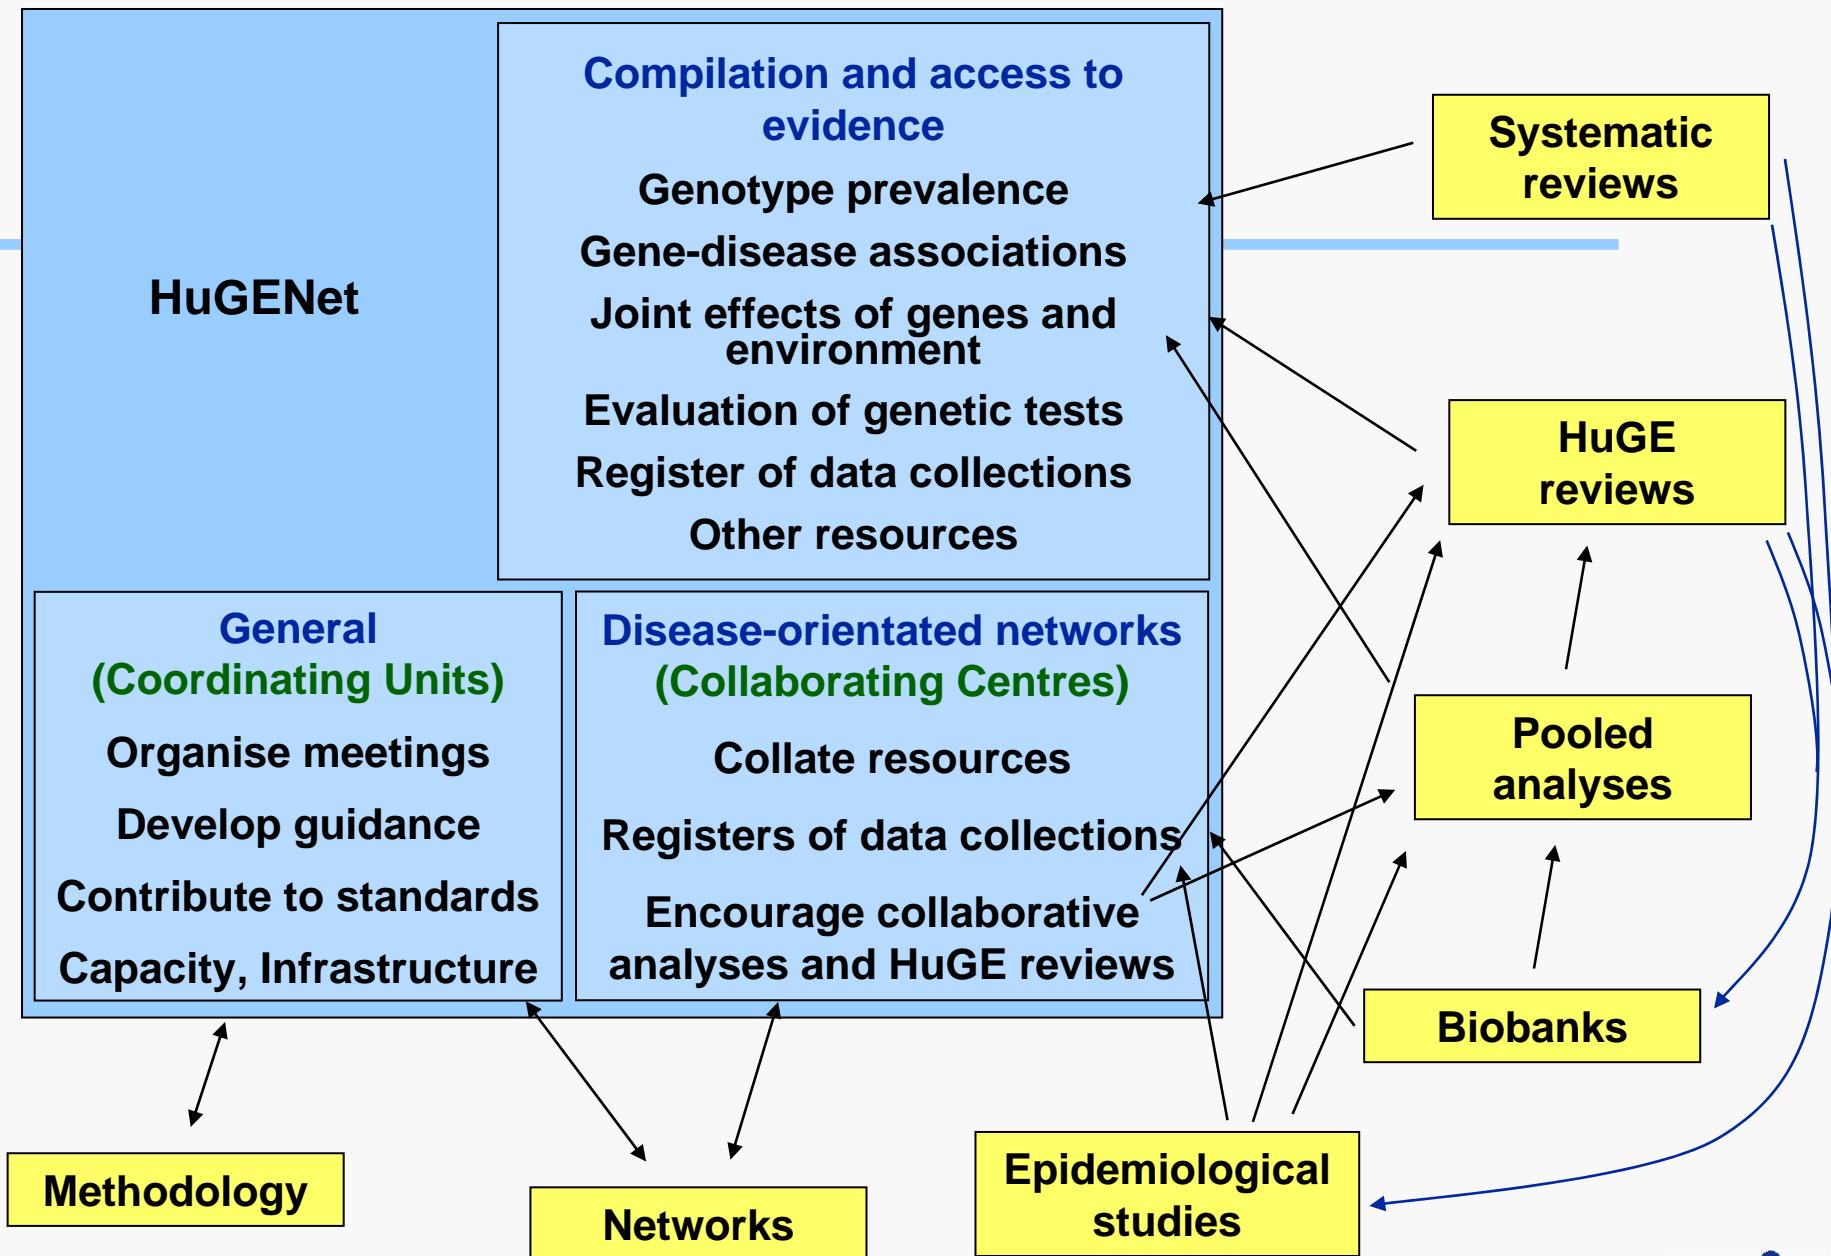 HuGENet
Compilation and access to
evidence
Genotype prevalence
Gene-disease associations
Joint effects of genes and
environment
Evaluation of genetic tests
Register of data collections
Other resources
General
(Coordinating Units)
Organise meetings
Develop guidance
Contribute to standards
Capacity, Infrastructure
Disease-orientated networks
(Collaborating Centres)
Collate resources
Registers of data collections
Encourage collaborative
analyses and HuGE reviews
Systematic
reviews
HuGE
reviews
Pooled
analyses
Biobanks
Epidemiological
studies
Networks
Methodology